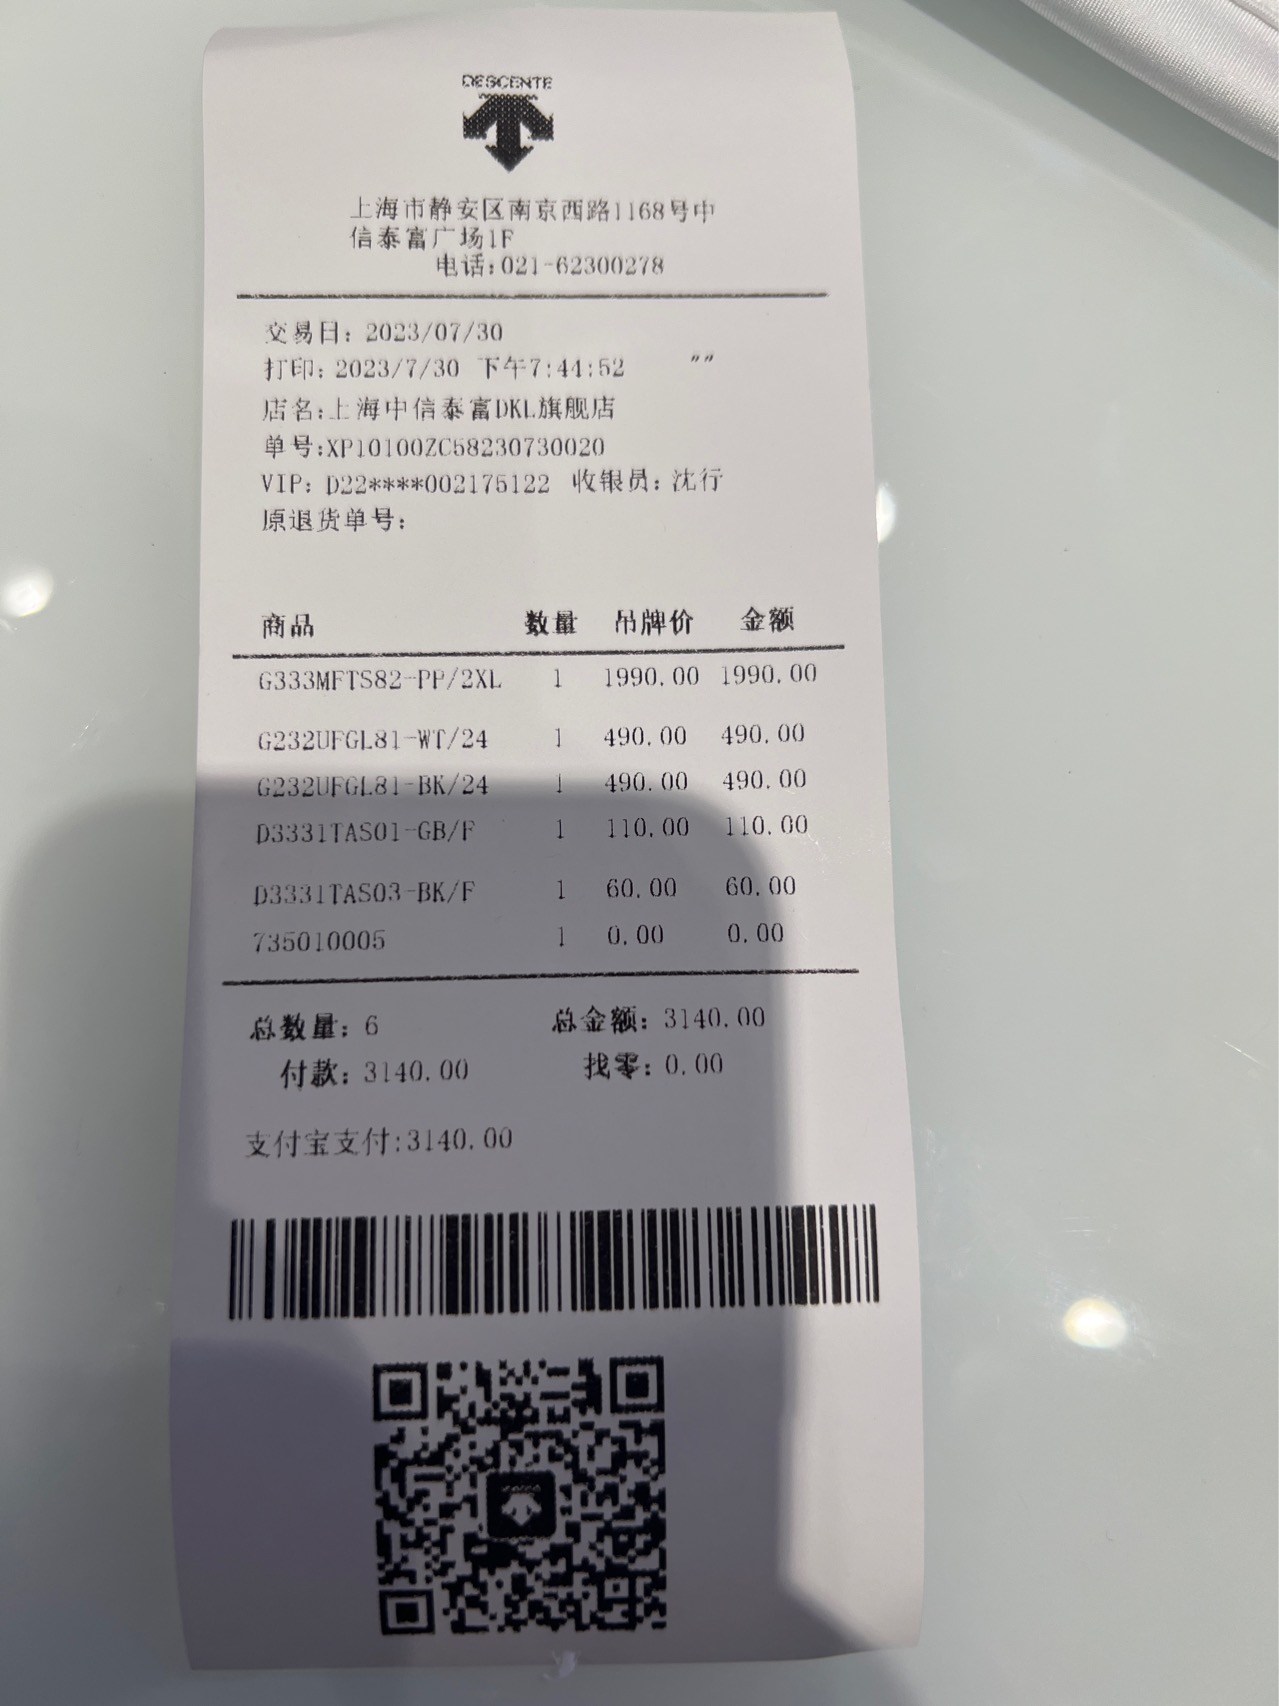 DESCENTE
上海市静安区南京西路1168号中
信泰富广场1F
电话:021-62300278
交易日: 2023/07/30
打印: 2023/7/30 下午7:44:52 ""
店名:上海中信泰富DKL旗舰店
单号:XP10100ZC58230730020
VIP: D22****002175122 收银员: 沈行
原退货单号:
商品 数量 吊牌价 金额
G333MFTS82-PP/2XL 1 1990.00 1990.00
G232UFGL81-WT/24 1 490.00 490.00
G232UFGL81-BK/24 1 490.00 490.00
D3331TAS01-GB/F 1 110.00 110.00
D3331TAS03-BK/F 1 60.00 60.00
735010005 1 0.00 0.00
总数量: 6 总金额: 3140.00
付款: 3140.00 找零: 0.00
支付宝支付:3140.00